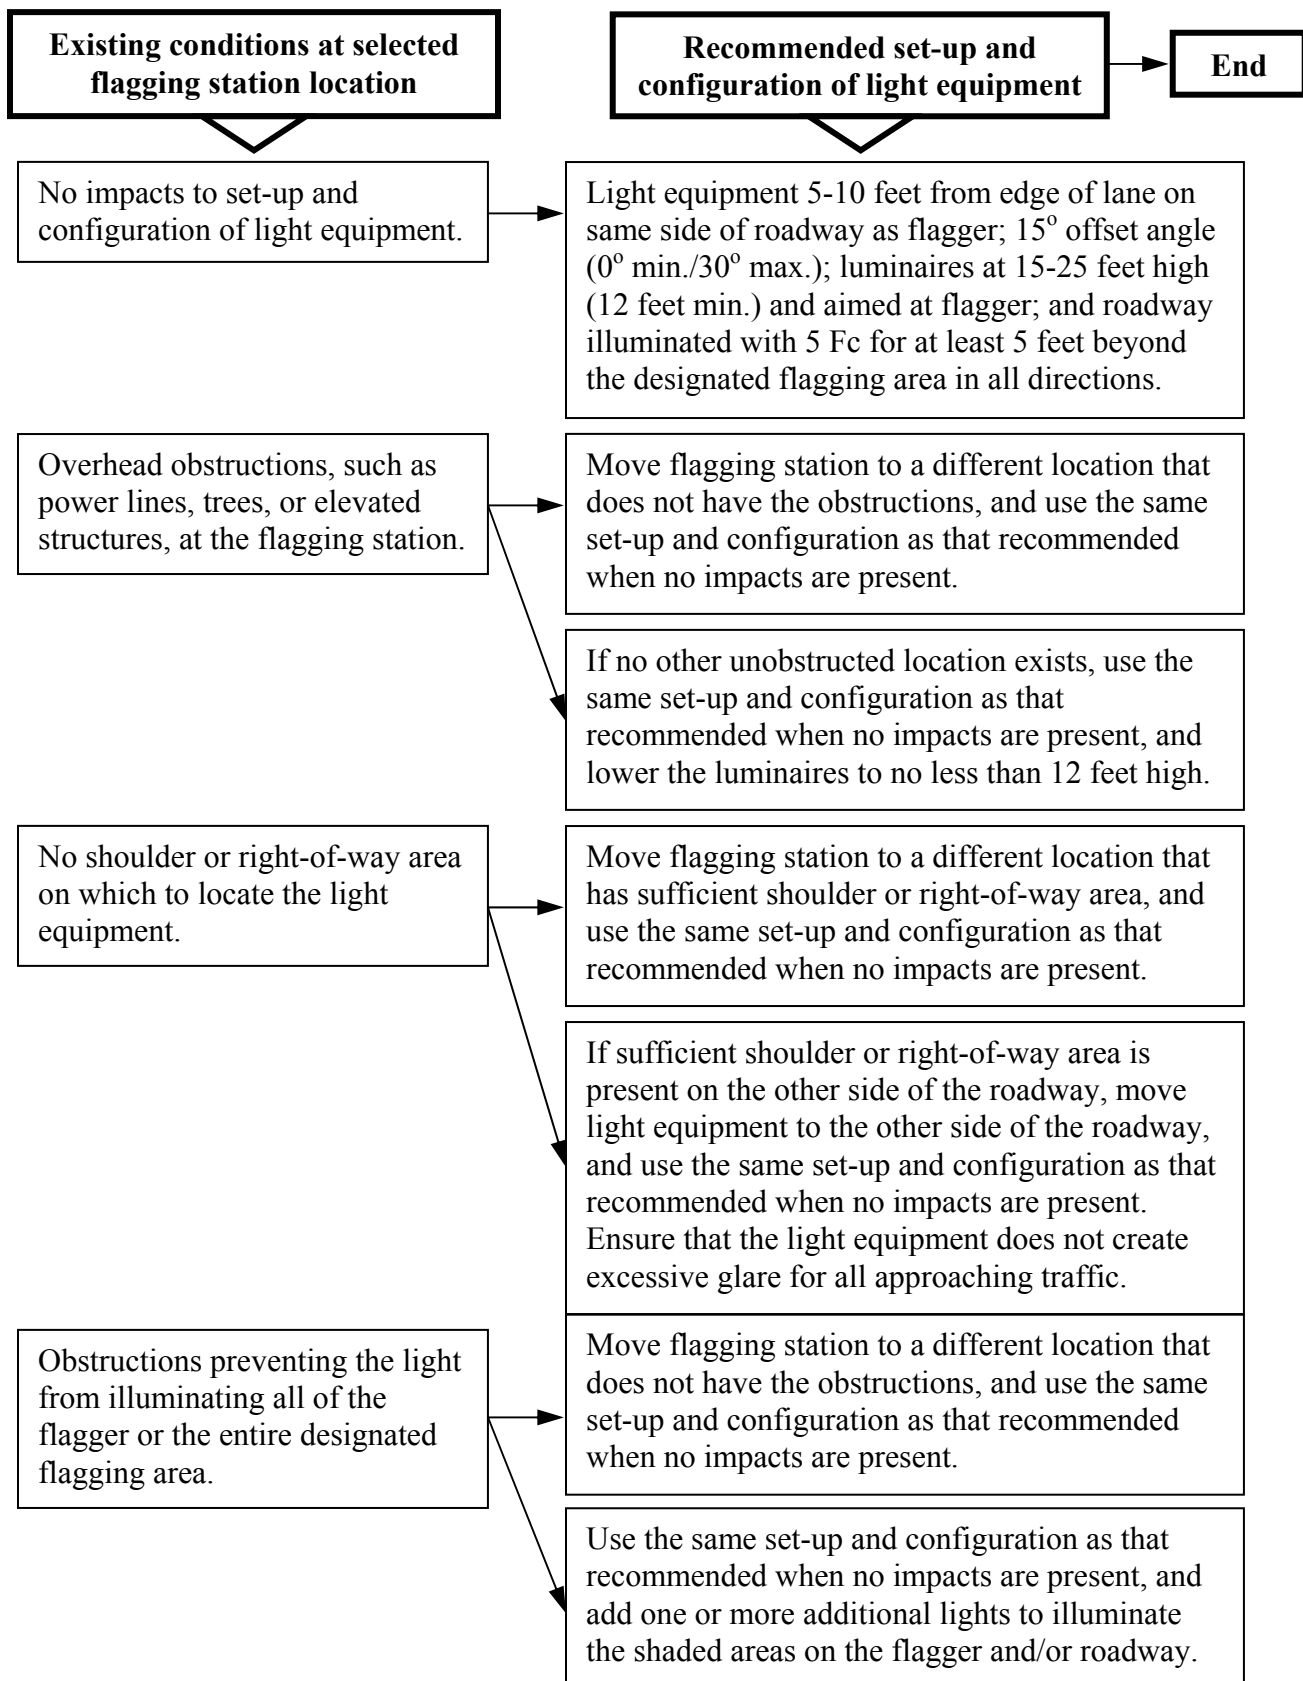 Existing conditions at selected
flagging station location
Recommended set-up and
configuration of light equipment
End
No impacts to set-up and
configuration of light equipment.
Light equipment 5-10 feet from edge of lane on
same side of roadway as flagger; 15° offset angle
(0° min./30° max.); luminaires at 15-25 feet high
(12 feet min.) and aimed at flagger; and roadway
illuminated with 5 Fc for at least 5 feet beyond
the designated flagging area in all directions.
Overhead obstructions, such as
power lines, trees, or elevated
structures, at the flagging station.
Move flagging station to a different location that
does not have the obstructions, and use the same
set-up and configuration as that recommended
when no impacts are present.
If no other unobstructed location exists, use the
same set-up and configuration as that
recommended when no impacts are present, and
lower the luminaires to no less than 12 feet high.
No shoulder or right-of-way area
on which to locate the light
equipment.
Move flagging station to a different location that
has sufficient shoulder or right-of-way area, and
use the same set-up and configuration as that
recommended when no impacts are present.
If sufficient shoulder or right-of-way area is
present on the other side of the roadway, move
light equipment to the other side of the roadway,
and use the same set-up and configuration as that
recommended when no impacts are present.
Ensure that the light equipment does not create
excessive glare for all approaching traffic.
Obstructions preventing the light
from illuminating all of the
flagger or the entire designated
flagging area.
Move flagging station to a different location that
does not have the obstructions, and use the same
set-up and configuration as that recommended
when no impacts are present.
Use the same set-up and configuration as that
recommended when no impacts are present, and
add one or more additional lights to illuminate
the shaded areas on the flagger and/or roadway.